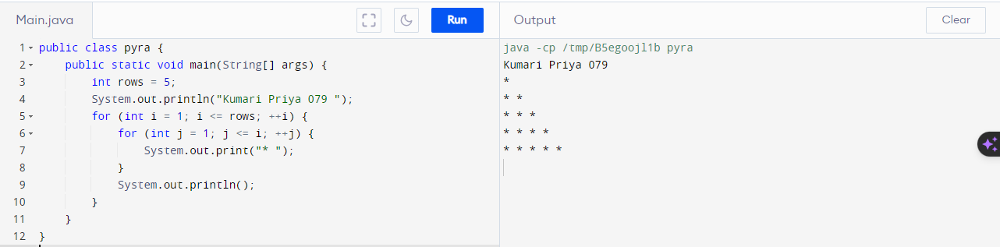 Main.java
Run
Output
Clear
1 public class pyra {
2     public static void main(String[] args) {
3         int rows = 5;
4         System.out.println("Kumari Priya 079 ");
5         for (int i = 1; i <= rows; ++i) {
6             for (int j = 1; j <= i; ++j) {
7                 System.out.print("* ");
8             }
9             System.out.println();
10         }
11     }
12 }
java -cp /tmp/B5egoojl1b pyra
Kumari Priya 079
*
* *
* * *
* * * *
* * * * *